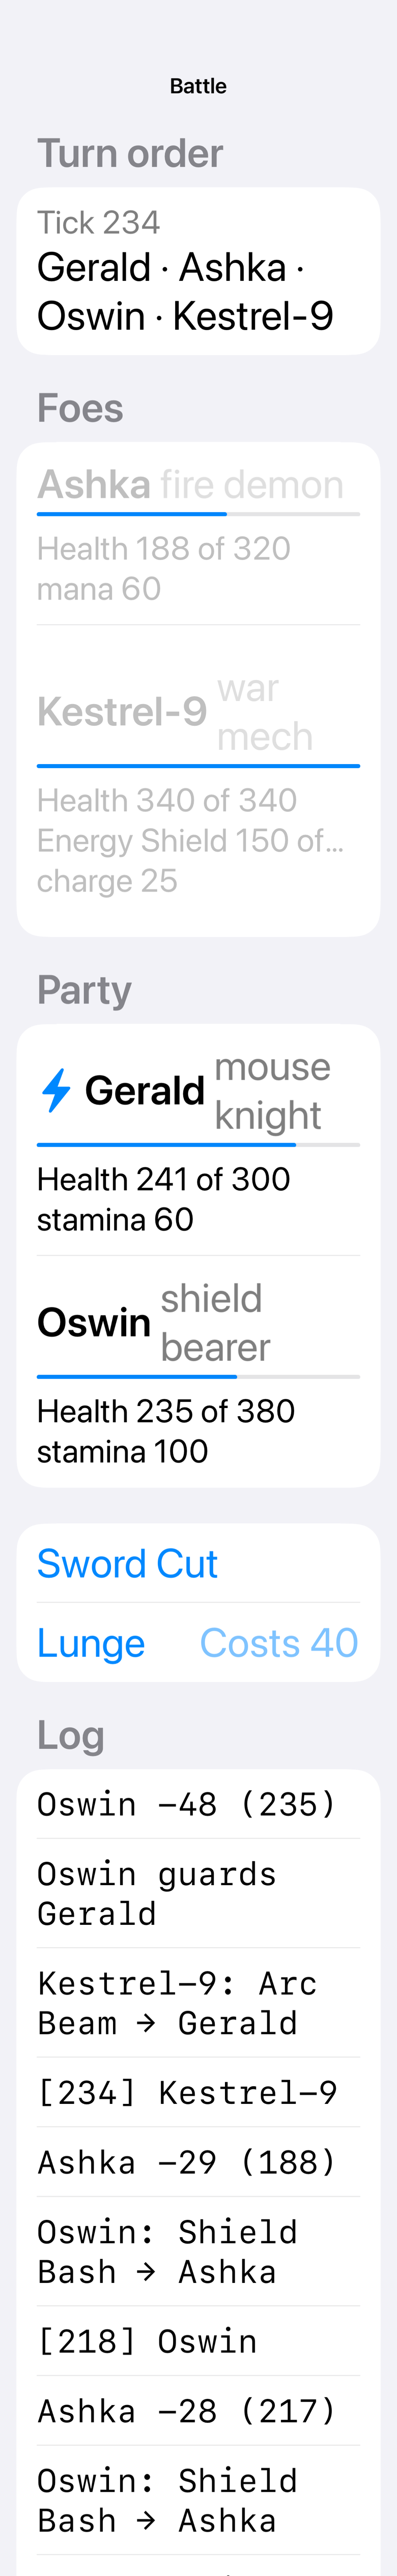 Battle
Turn order
Tick 234
Gerald · Ashka ·
Oswin · Kestrel-9
Foes
Ashka fire demon
Health 188 of 320
mana 60
Kestrel-9 war
mech
Health 340 of 340
Energy Shield 150 of…
charge 25
Party
Gerald mouse
knight
Health 241 of 300
stamina 60
Oswin shield
bearer
Health 235 of 380
stamina 100
Sword Cut
Lunge Costs 40
Log
Oswin −48 (235)
Oswin guards
Gerald
Kestrel−9: Arc
Beam → Gerald
[234] Kestrel−9
Ashka −29 (188)
Oswin: Shield
Bash → Ashka
[218] Oswin
Ashka −28 (217)
Oswin: Shield
Bash → Ashka